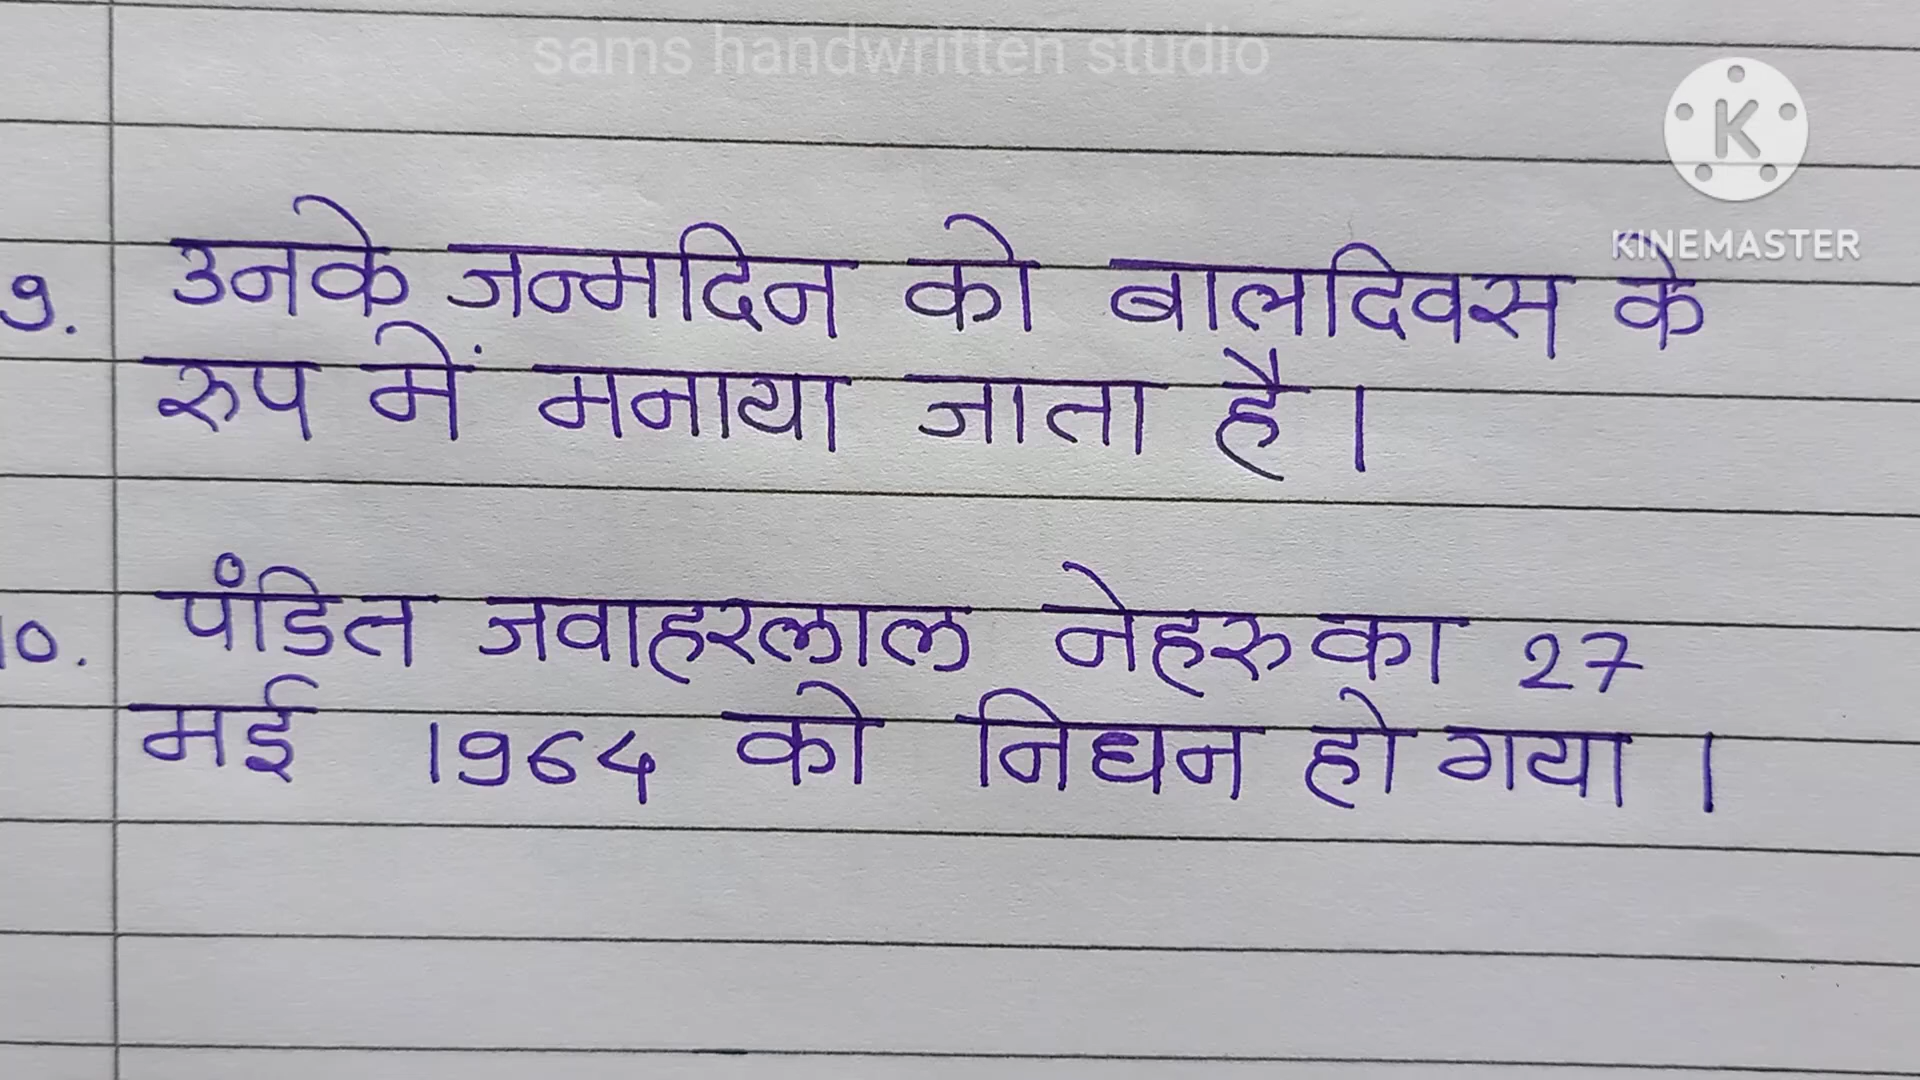 sams handwritten studio
K
KINEMASTER
9. उनके जन्मदिन को बालदिवस के
रुप में मनाया जाता है।
10. पंडित जवाहरलाल नेहरु का 27
मई 1964 को निधन हो गया ।